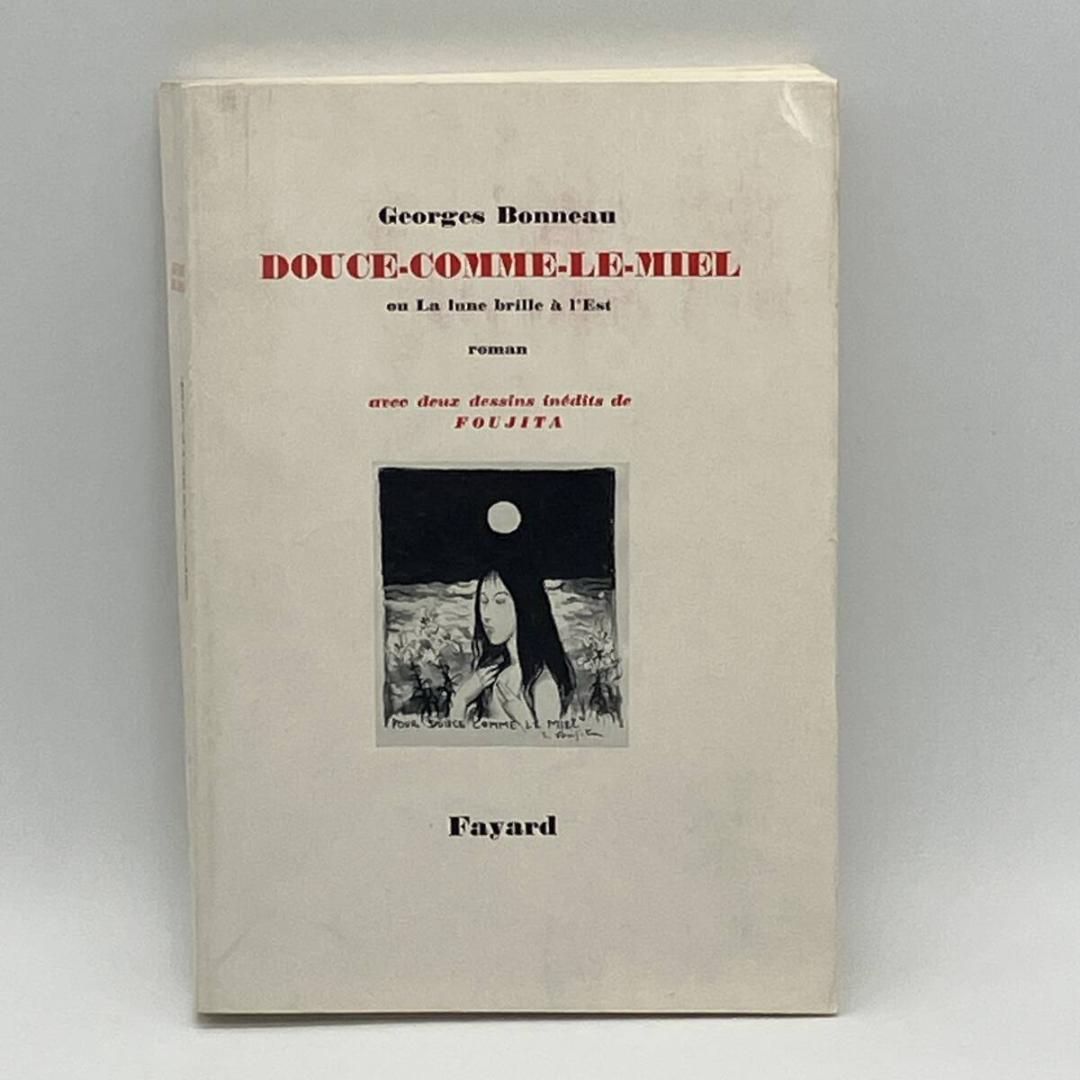 Georges Bonneau
DOUCE-COMME-LE-MIEL
ou La lune brille à l'Est
roman
avec deux dessins inédits de
FOUJITA
POUR DOUCE COMME LE MIEL
Fayard